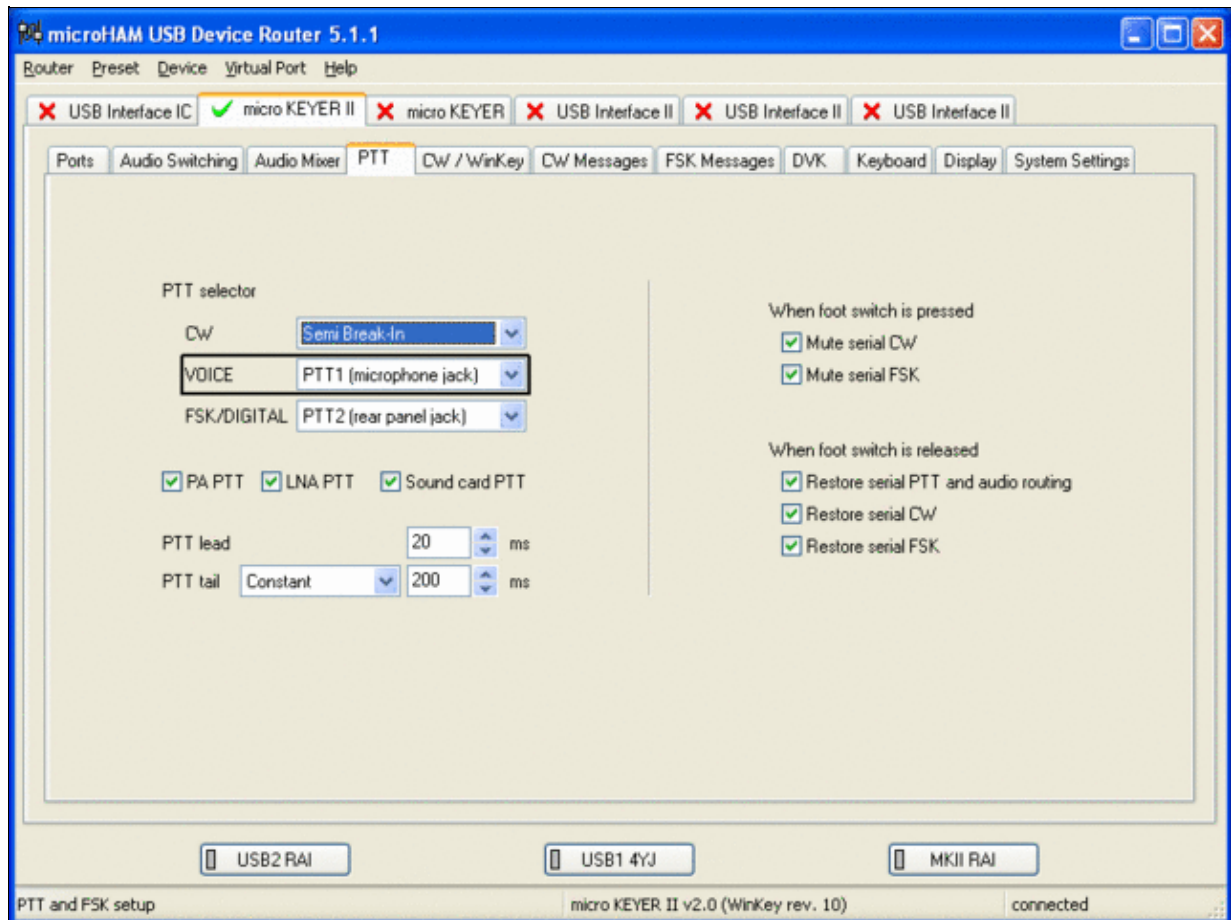 microHAM USB Device Router 5.1.1
Router Preset Device Virtual Port Help
USB Interface IC micro KEYER II micro KEYER USB Interface II USB Interface II USB Interface II
Ports Audio Switching Audio Mixer PTT CW / WinKey CW Messages FSK Messages DVK Keyboard Display System Settings
PTT selector
CW Semi Break-In
VOICE PTT1 (microphone jack)
FSK/DIGITAL PTT2 (rear panel jack)
PA PTT LNA PTT Sound card PTT
PTT lead 20 ms
PTT tail Constant 200 ms
When foot switch is pressed
Mute serial CW
Mute serial FSK
When foot switch is released
Restore serial PTT and audio routing
Restore serial CW
Restore serial FSK
USB2 RAI USB1 4YJ MKII RAI
PTT and FSK setup micro KEYER II v2.0 (WinKey rev. 10) connected